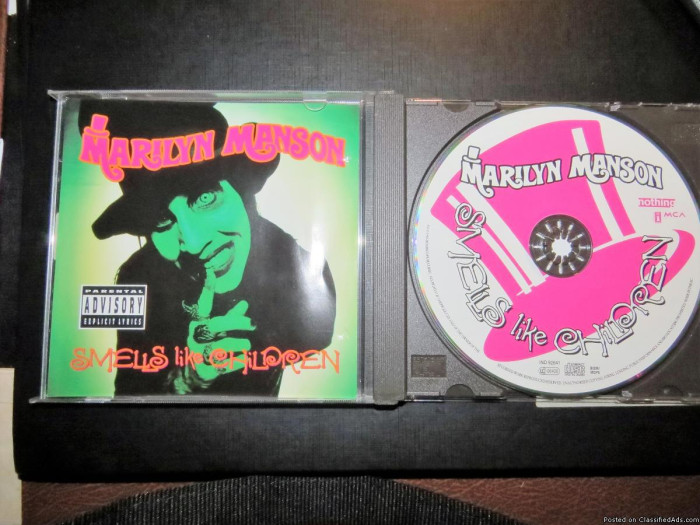 MARILYN MANSON
PARENTAL
ADVISORY
EXPLICIT LYRICS
SMELLS like CHILDREN
MARILYN MANSON
nothing
MCA
SMELLS like CHILDREN
Posted on ClassifiedAds.com